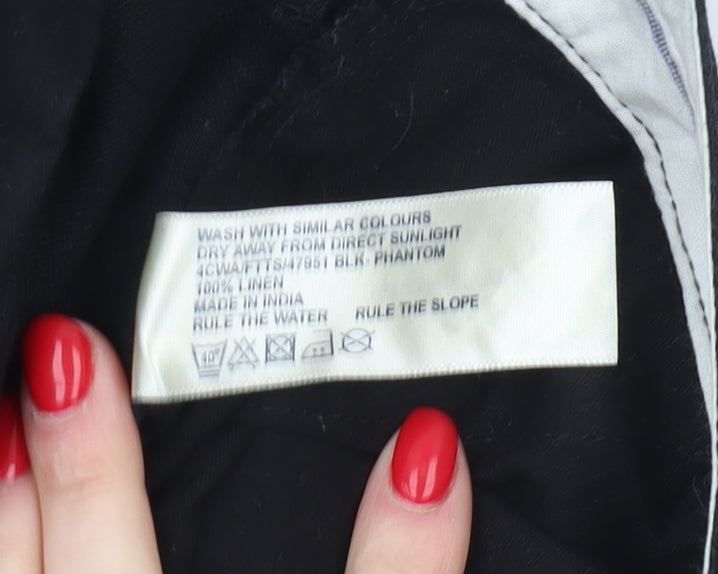 WASH WITH SIMILAR COLOURS
DRY AWAY FROM DIRECT SUNLIGHT
4CWA/FTTS/47951 BLK- PHANTOM
100% LINEN
MADE IN INDIA
RULE THE WATER RULE THE SLOPE
40°